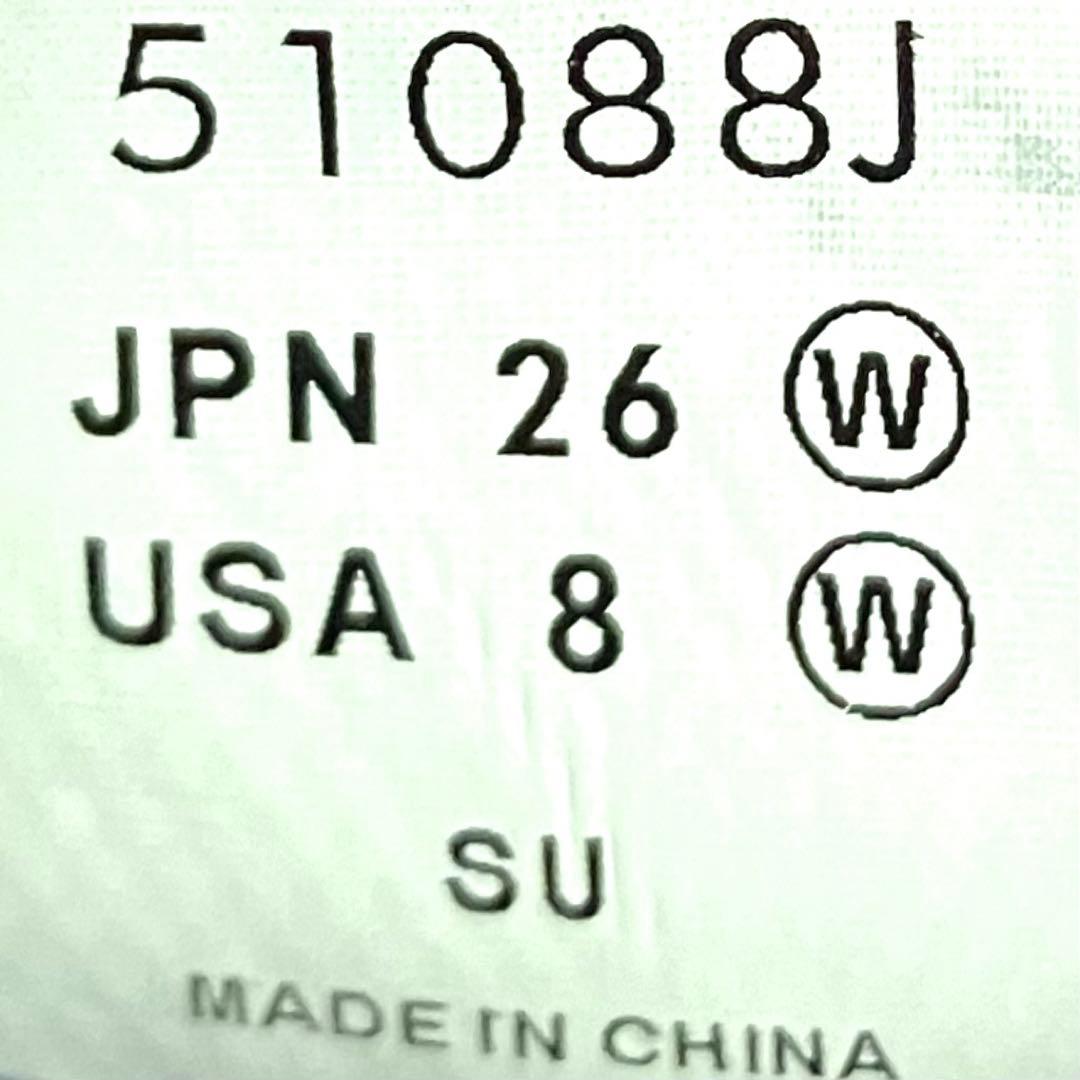 51088J
JPN 26 W
USA 8 W
SU
MADE IN CHINA